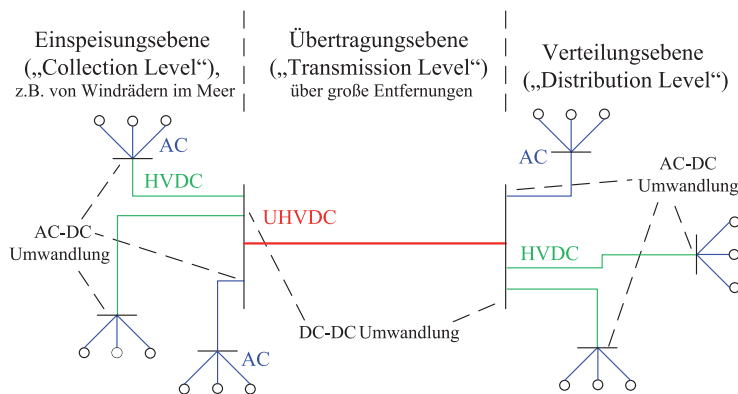 Einspeisungsebene
(„Collection Level“),
z.B. von Windrädern im Meer
Übertragungsebene
(„Transmission Level“)
über große Entfernungen
Verteilungsebene
(„Distribution Level“)
AC
HVDC
UHVDC
AC-DC
Umwandlung
AC
DC-DC Umwandlung
AC
AC-DC
Umwandlung
HVDC